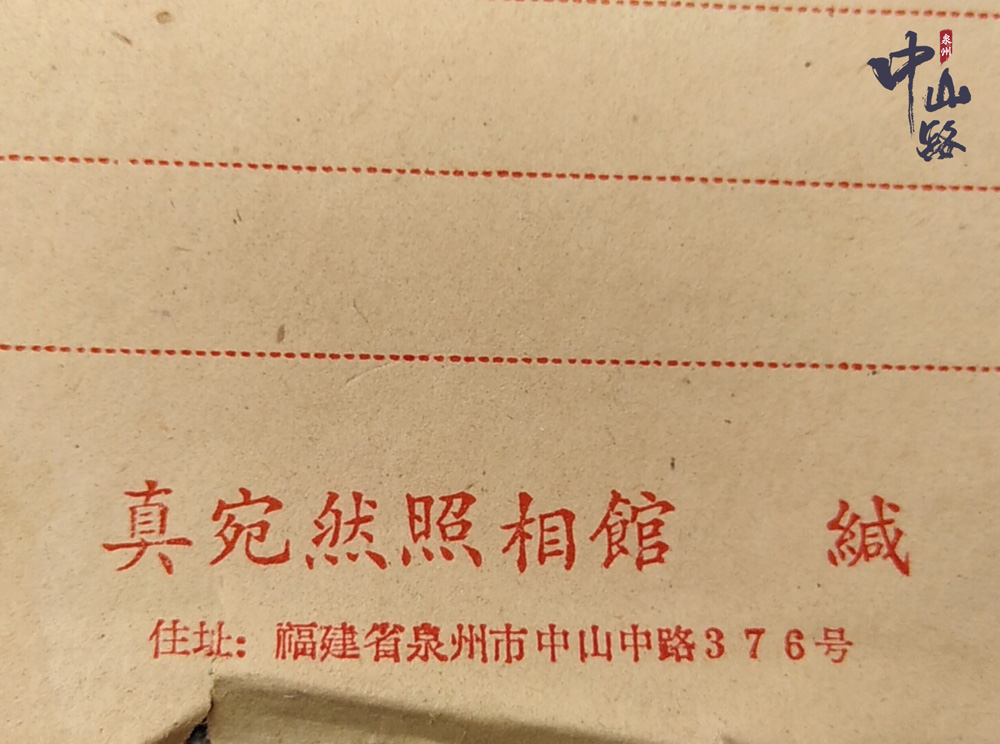 泉州
中山路
真宛然照相館 緘
住址：福建省泉州市中山中路376号